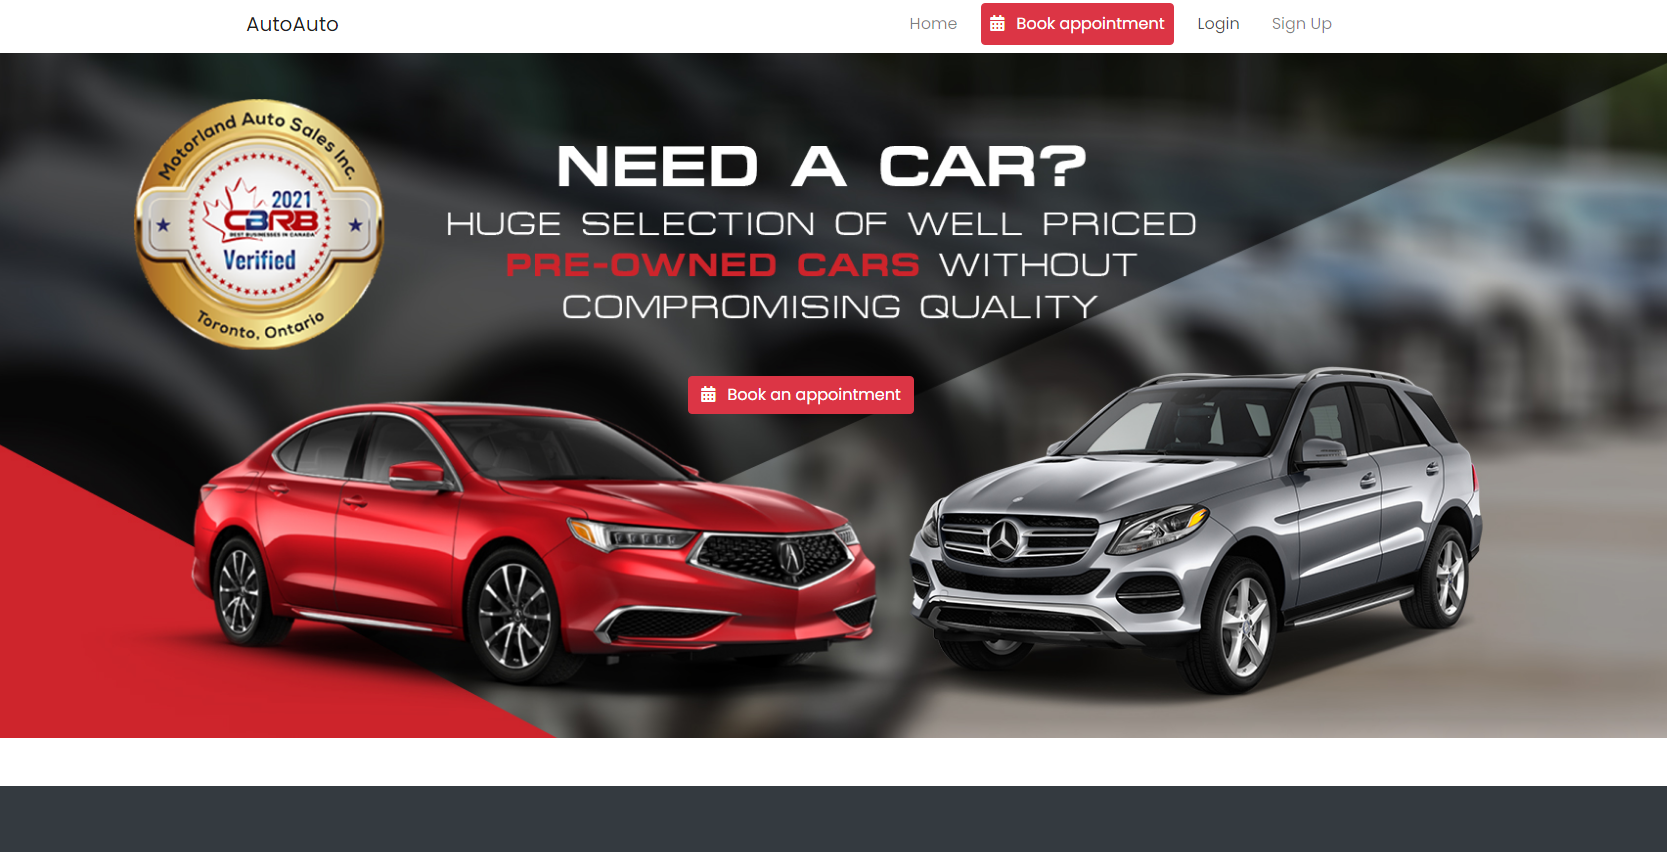 AutoAuto
Home
Book appointment
Login
Sign Up
Motorland Auto Sales Inc.
2021
CBRB
BEST BUSINESSES IN CANADA
Verified
Toronto, Ontario
NEED A CAR?
HUGE SELECTION OF WELL PRICED
PRE-OWNED CARS WITHOUT
COMPROMISING QUALITY
Book an appointment